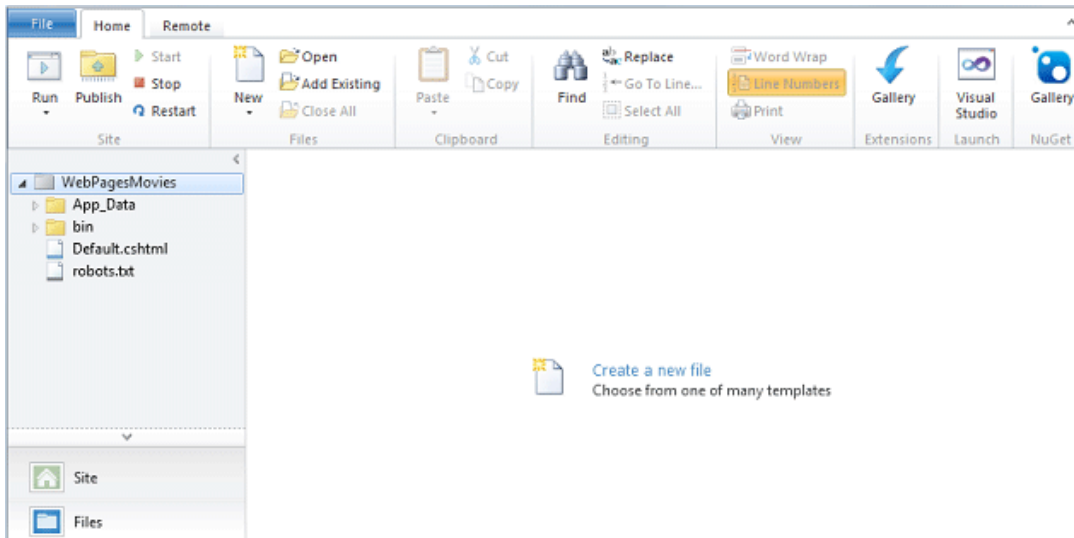 File Home Remote
Start Open Cut Replace Word Wrap
Run Publish Stop New Add Existing Paste Copy Find Go To Line... Line Numbers Gallery Visual Studio Gallery
Restart Close All Select All Print
Site Files Clipboard Editing View Extensions Launch NuGet
WebPagesMovies
App_Data
bin
Default.cshtml
robots.txt
Create a new file
Choose from one of many templates
Site
Files